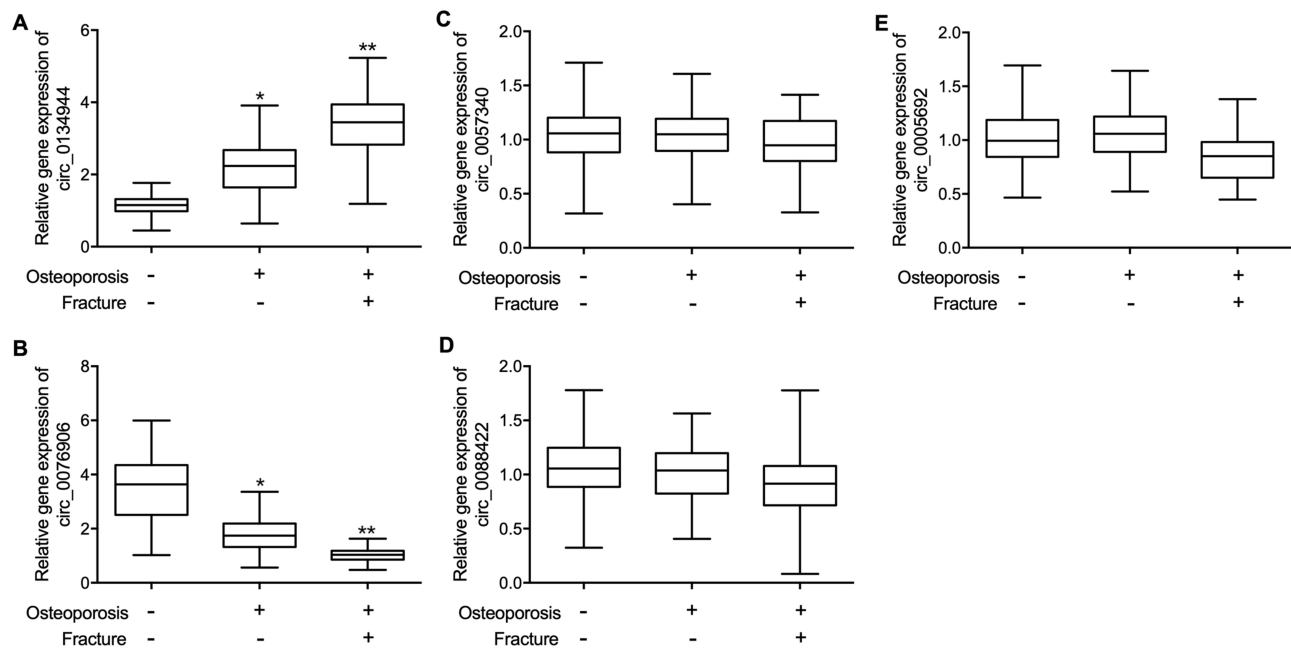 A
Relative gene expression of
circ_0134944
6
4
2
0
*
**
Osteoporosis - + +
Fracture - - +
B
Relative gene expression of
circ_0076906
8
6
4
2
0
*
**
Osteoporosis - + +
Fracture - - +
C
Relative gene expression of
circ_0057340
2.0
1.5
1.0
0.5
0.0
Osteoporosis - + +
Fracture - - +
D
Relative gene expression of
circ_0088422
2.0
1.5
1.0
0.5
0.0
Osteoporosis - + +
Fracture - - +
E
Relative gene expression of
circ_0005692
2.0
1.5
1.0
0.5
0.0
Osteoporosis - + +
Fracture - - +